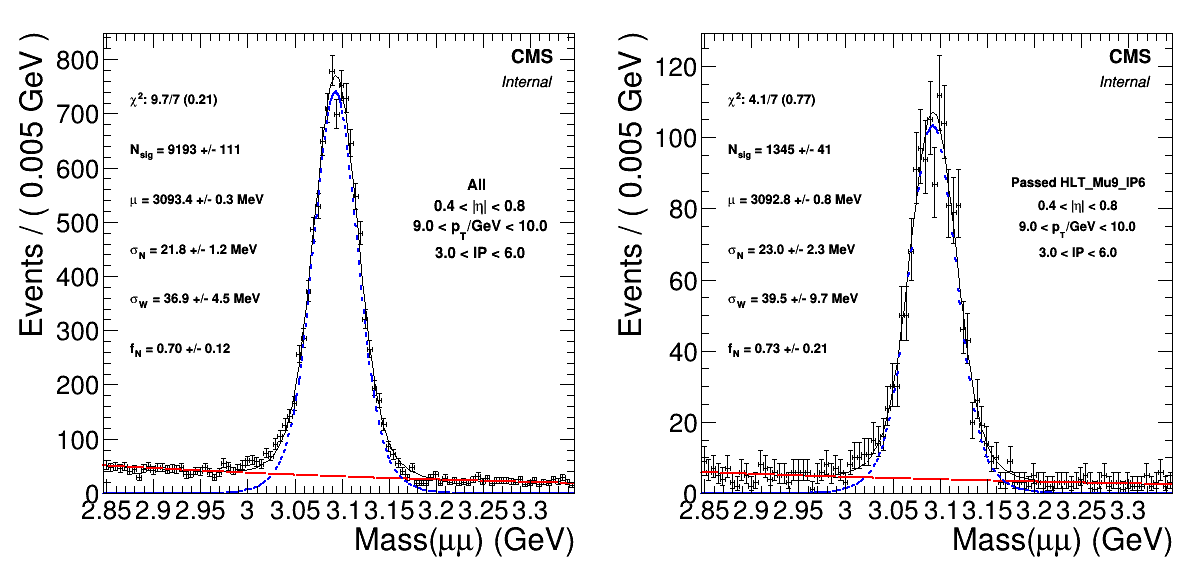 Events / ( 0.005 GeV )
800
700
600
500
400
300
200
100
0
CMS
Internal
χ²: 9.7/7 (0.21)
N_sig = 9193 +/- 111
μ = 3093.4 +/- 0.3 MeV
σ_N = 21.8 +/- 1.2 MeV
σ_W = 36.9 +/- 4.5 MeV
f_N = 0.70 +/- 0.12
All
0.4 < |η| < 0.8
9.0 < p_T/GeV < 10.0
3.0 < IP < 6.0
2.85 2.9 2.95 3 3.05 3.1 3.15 3.2 3.25 3.3
Mass(μμ) (GeV)
Events / ( 0.005 GeV )
120
100
80
60
40
20
0
CMS
Internal
χ²: 4.1/7 (0.77)
N_sig = 1345 +/- 41
μ = 3092.8 +/- 0.8 MeV
σ_N = 23.0 +/- 2.3 MeV
σ_W = 39.5 +/- 9.7 MeV
f_N = 0.73 +/- 0.21
Passed HLT_Mu9_IP6
0.4 < |η| < 0.8
9.0 < p_T/GeV < 10.0
3.0 < IP < 6.0
2.85 2.9 2.95 3 3.05 3.1 3.15 3.2 3.25 3.3
Mass(μμ) (GeV)